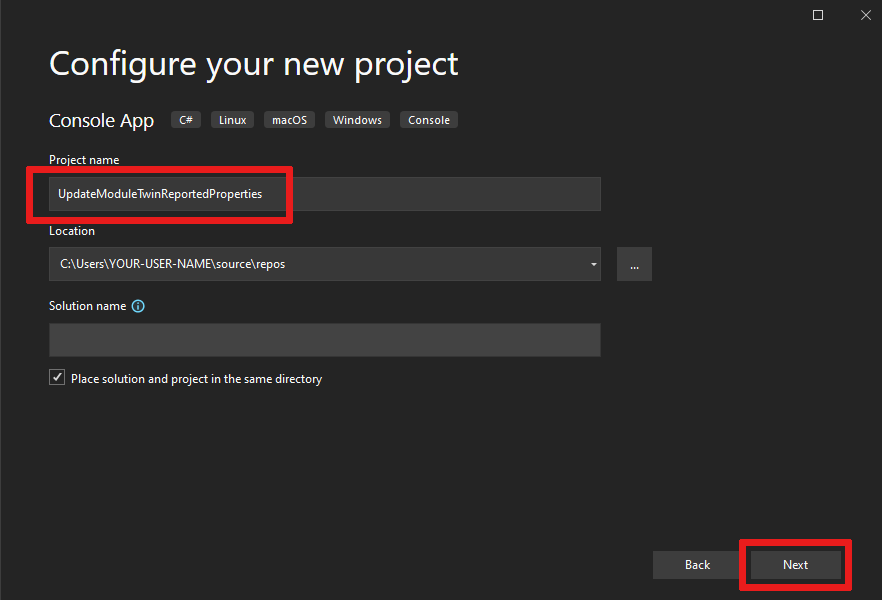 Configure your new project
Console App C# Linux macOS Windows Console
Project name
UpdateModuleTwinReportedProperties
Location
C:\Users\YOUR-USER-NAME\source\repos
...
Solution name
Place solution and project in the same directory
Back Next